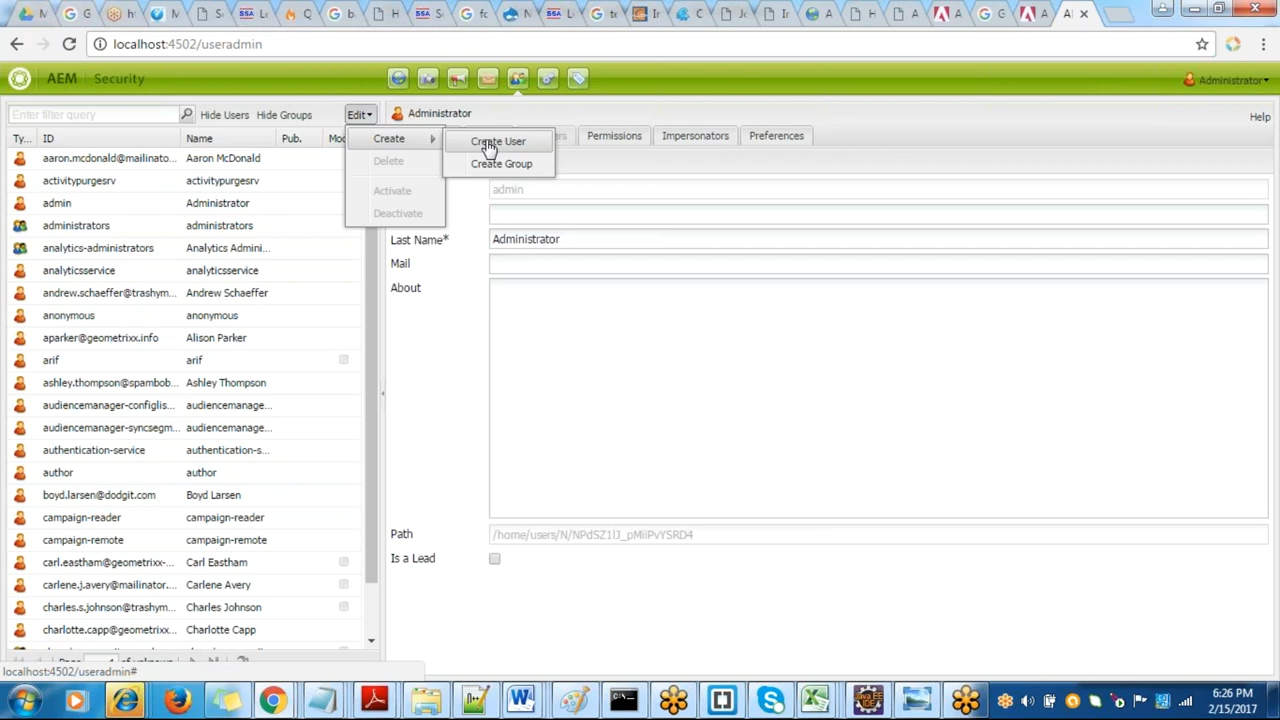 localhost:4502/useradmin
AEM Security
Administrator
Enter filter query
Hide Users Hide Groups
Edit
Administrator
Help
Ty... ID Name Pub. Mod
Create
Delete
Activate
Deactivate
Create User
Create Group
Permissions Impersonators Preferences
aaron.mcdonald@mailinato... Aaron McDonald
activitypurgesrv activitypurgesrv
admin Administrator
administrators administrators
analytics-administrators Analytics Admini...
analyticsservice analyticsservice
andrew.schaeffer@trashym... Andrew Schaeffer
anonymous anonymous
aparker@geometrixx.info Alison Parker
arif arif
ashley.thompson@spambob... Ashley Thompson
audiencemanager-configlis... audiencemanage...
audiencemanager-syncsegm... audiencemanage...
authentication-service authentication-s...
author author
boyd.larsen@dodgit.com Boyd Larsen
campaign-reader campaign-reader
campaign-remote campaign-remote
carl.eastham@geometrixx-... Carl Eastham
carlene.j.avery@mailinator.... Carlene Avery
charles.s.johnson@trashym... Charles Johnson
charlotte.capp@geometrixx... Charlotte Capp
admin
Last Name* Administrator
Mail
About
Path /home/users/N/NPdSZ1lJ_pMiiPvYSRD4
Is a Lead
localhost:4502/useradmin#
6:26 PM
2/15/2017